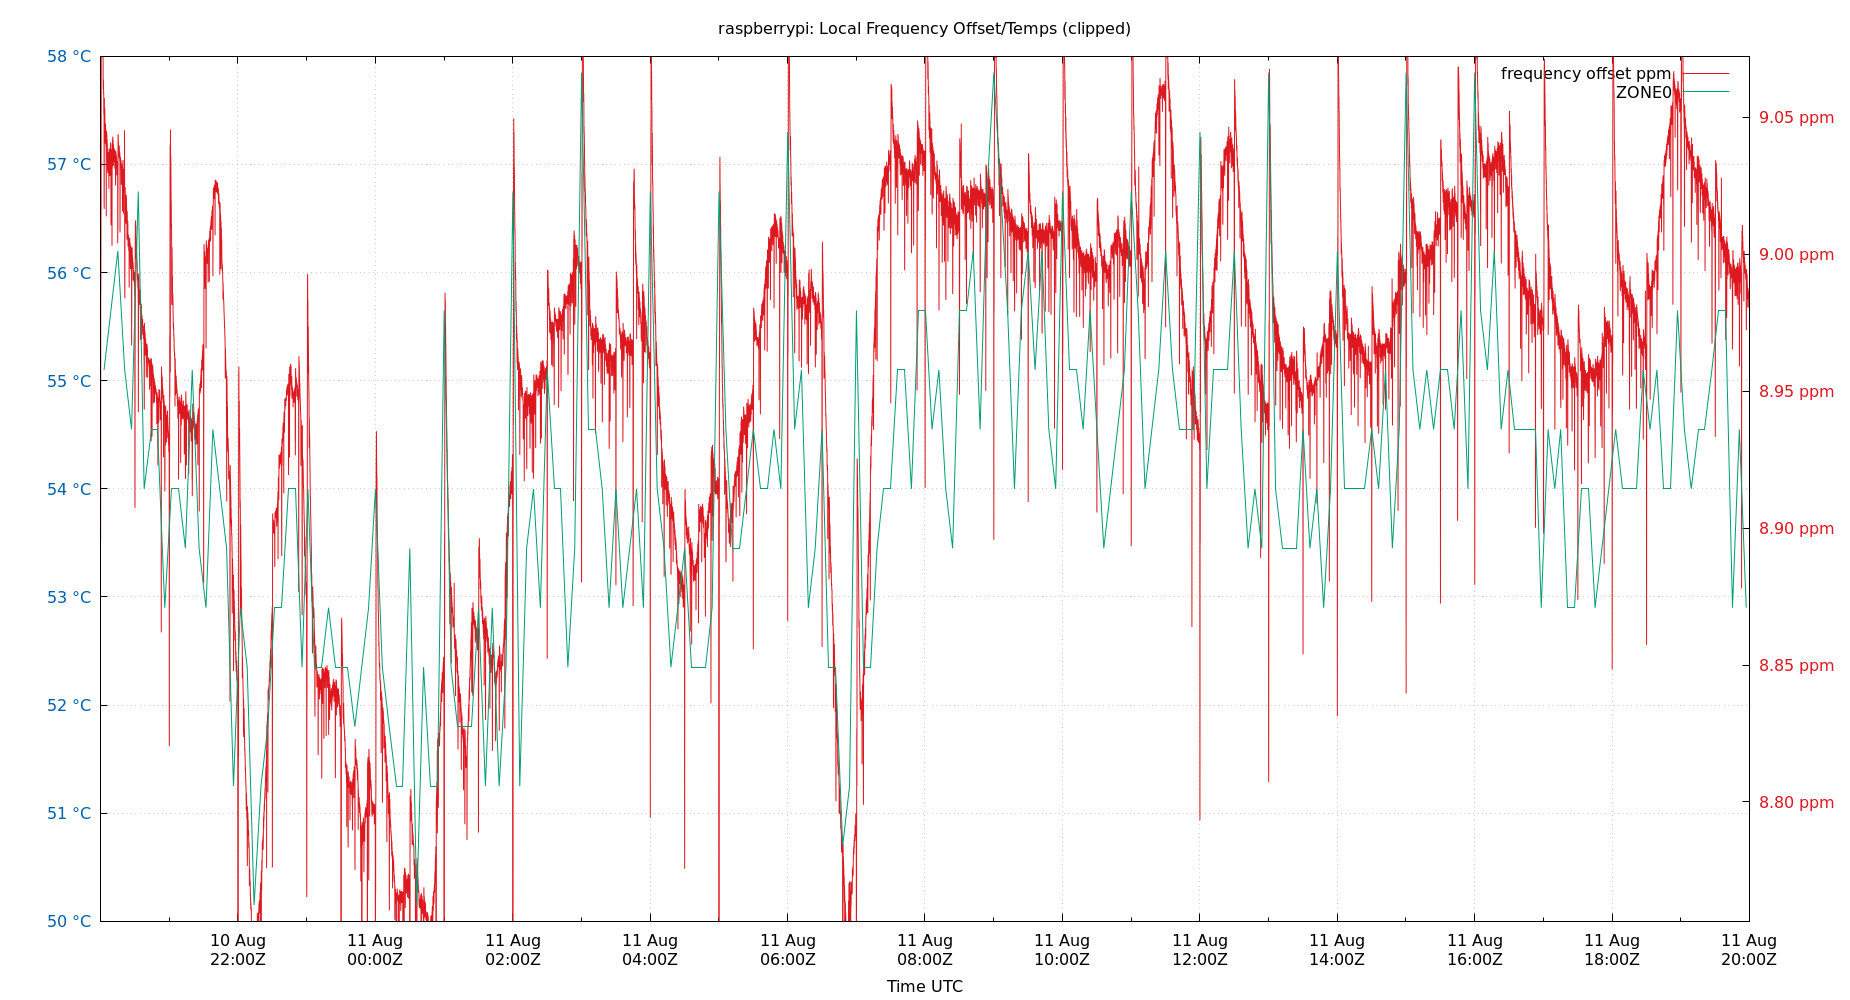 raspberrypi: Local Frequency Offset/Temps (clipped)
58 °C
57 °C
56 °C
55 °C
54 °C
53 °C
52 °C
51 °C
50 °C
frequency offset ppm
ZONE0
9.05 ppm
9.00 ppm
8.95 ppm
8.90 ppm
8.85 ppm
8.80 ppm
10 Aug
22:00Z
11 Aug
00:00Z
11 Aug
02:00Z
11 Aug
04:00Z
11 Aug
06:00Z
11 Aug
08:00Z
11 Aug
10:00Z
11 Aug
12:00Z
11 Aug
14:00Z
11 Aug
16:00Z
11 Aug
18:00Z
11 Aug
20:00Z
Time UTC